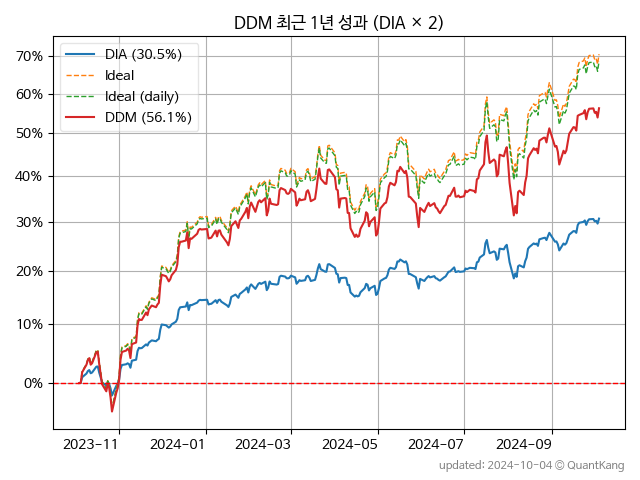 DDM 최근 1년 성과 (DIA × 2)
70%
60%
50%
40%
30%
20%
10%
0%
DIA (30.5%)
Ideal
Ideal (daily)
DDM (56.1%)
2023-11
2024-01
2024-03
2024-05
2024-07
2024-09
updated: 2024-10-04 © QuantKang